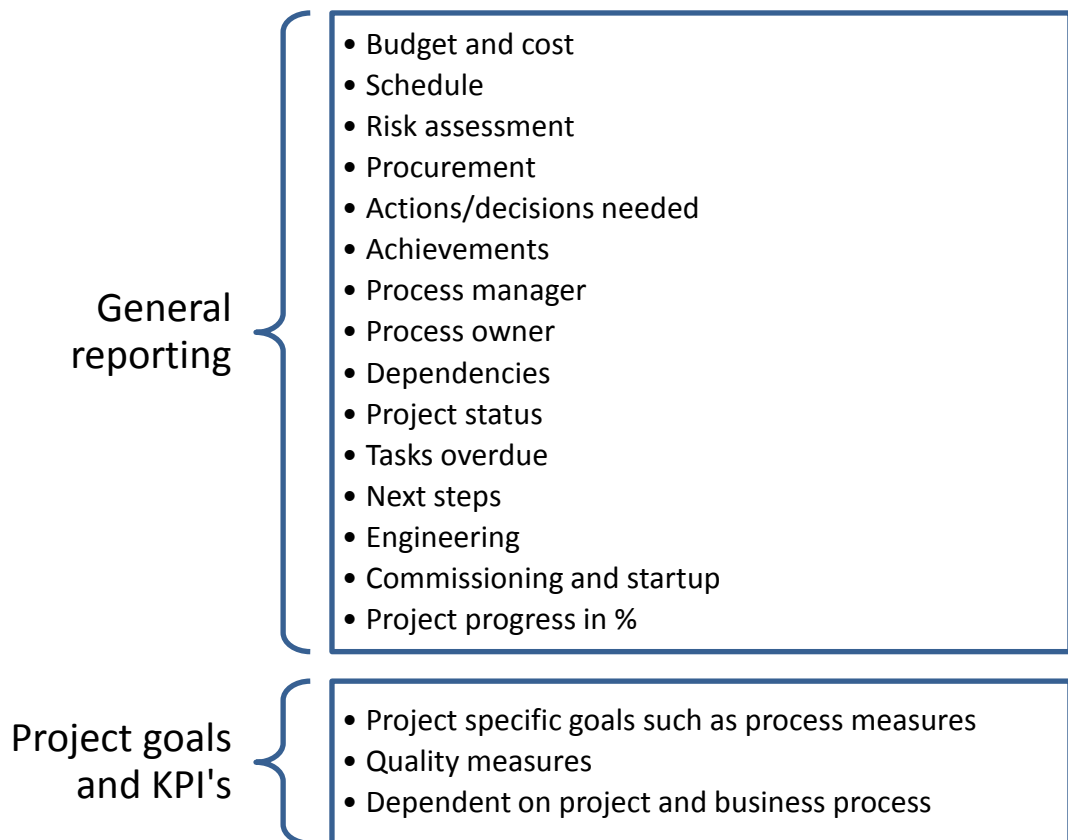 General
reporting
• Budget and cost
• Schedule
• Risk assessment
• Procurement
• Actions/decisions needed
• Achievements
• Process manager
• Process owner
• Dependencies
• Project status
• Tasks overdue
• Next steps
• Engineering
• Commissioning and startup
• Project progress in %
Project goals
and KPI's
• Project specific goals such as process measures
• Quality measures
• Dependent on project and business process